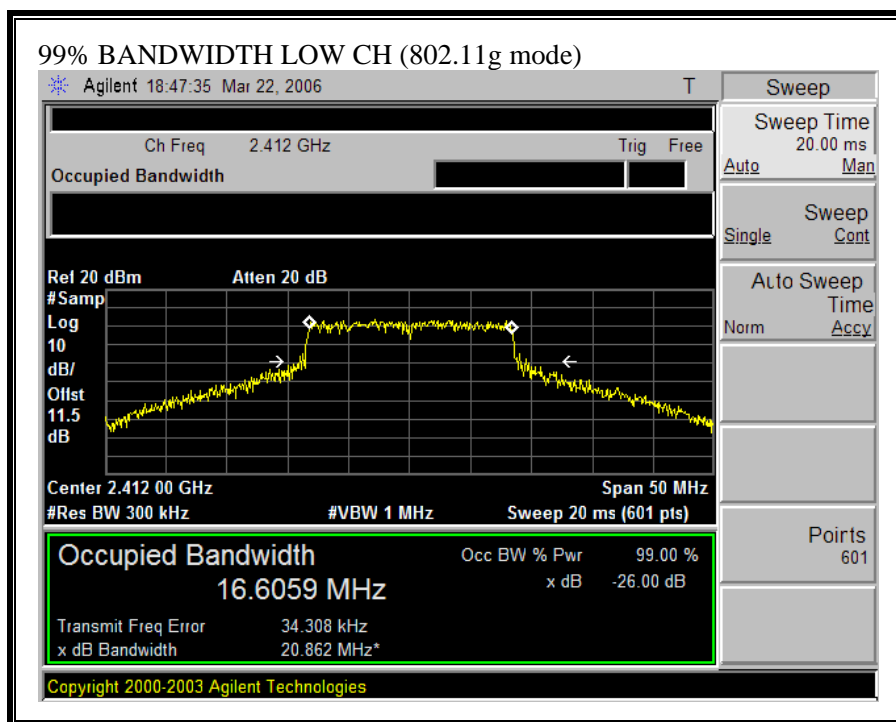 99% BANDWIDTH LOW CH (802.11g mode)
Agilent 18:47:35 Mar 22, 2006 T
Ch Freq 2.412 GHz Trig Free
Occupied Bandwidth
Ref 20 dBm Atten 20 dB
#Samp
Log
10
dB/
Offst
11.5
dB
Center 2.412 00 GHz Span 50 MHz
#Res BW 300 kHz #VBW 1 MHz Sweep 20 ms (601 pts)
Occupied Bandwidth Occ BW % Pwr 99.00 %
16.6059 MHz x dB -26.00 dB
Transmit Freq Error 34.308 kHz
x dB Bandwidth 20.862 MHz*
Copyright 2000-2003 Agilent Technologies
Sweep
Sweep Time
20.00 ms
Auto Man
Sweep
Single Cont
Auto Sweep
Time
Norm Accy
Points
601